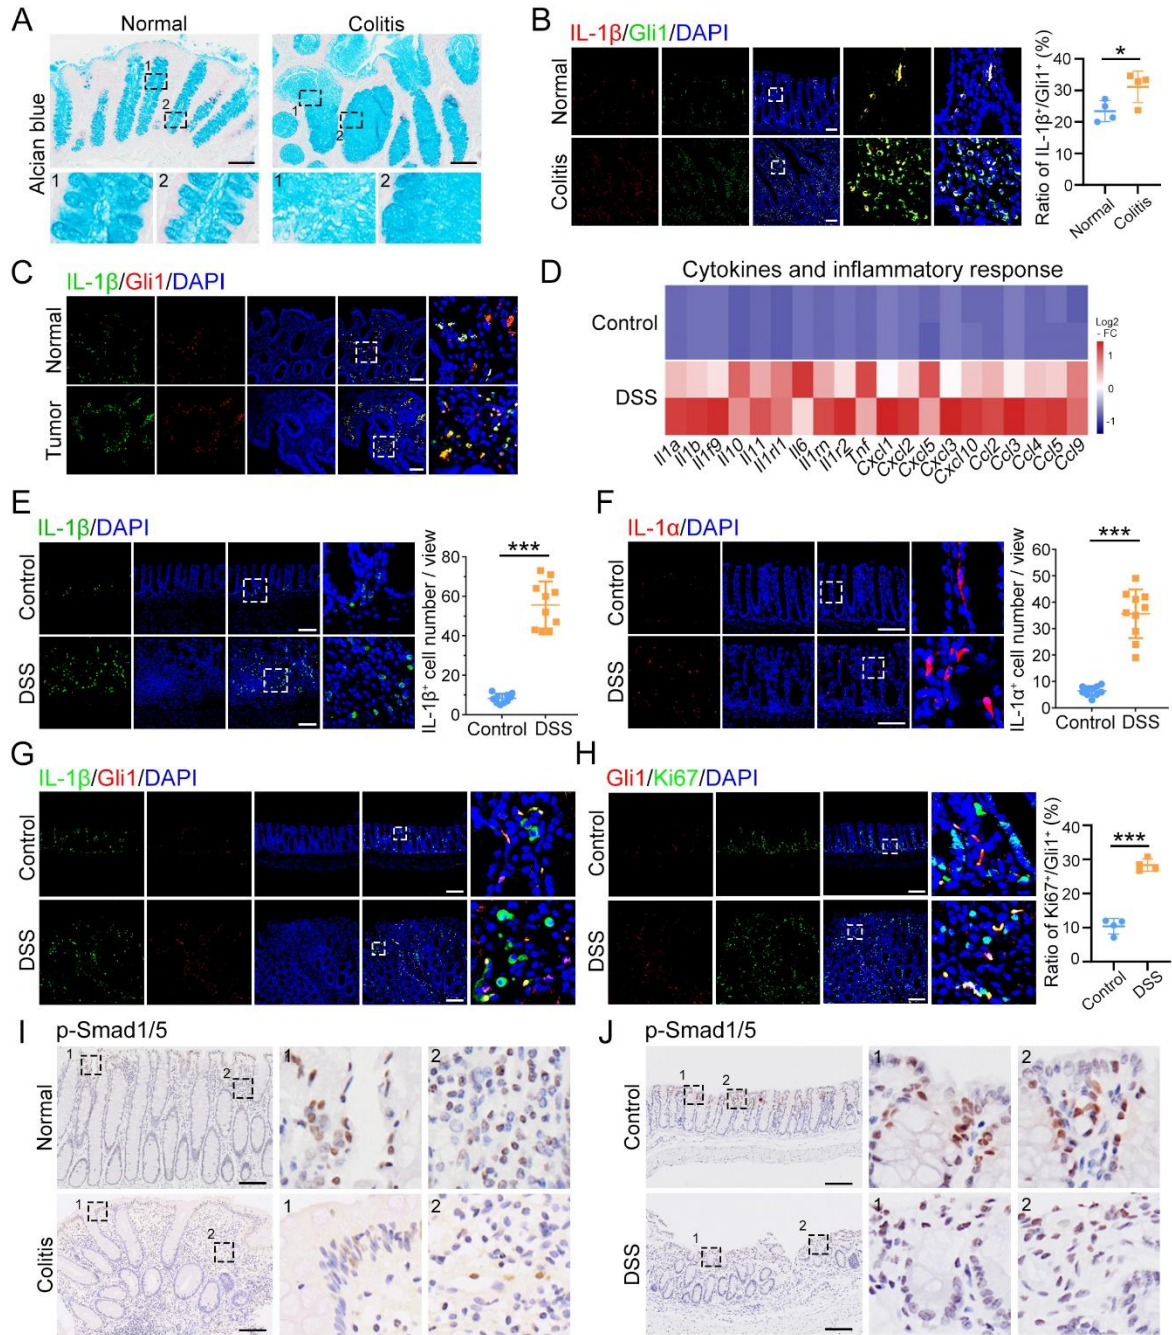 A
Normal
Colitis
Alcian blue
1
2
1
2
1
2
1
2
B
IL-1β/Gli1/DAPI
Normal
Colitis
Ratio of IL-1β⁺/Gli1⁺ (%)
40
30
20
10
0
*
Normal
Colitis
C
IL-1β/Gli1/DAPI
Normal
Tumor
D
Cytokines and inflammatory response
Control
DSS
Log2
- FC
1
0
-1
Il1a
Il1b
Il1f9
Il10
Il11
Il1rl1
Il6
Il1rn
Il1r2
Tnf
Cxcl1
Cxcl2
Cxcl5
Cxcl3
Cxcl10
Ccl2
Ccl3
Ccl4
Ccl5
Ccl9
E
IL-1β/DAPI
Control
DSS
IL-1β⁺ cell number / view
80
60
40
20
0
***
Control DSS
F
IL-1α/DAPI
Control
DSS
IL-1α⁺ cell number / view
60
50
40
30
20
10
0
***
Control DSS
G
IL-1β/Gli1/DAPI
Control
DSS
H
Gli1/Ki67/DAPI
Control
DSS
Ratio of Ki67⁺/Gli1⁺ (%)
40
30
20
10
0
***
Control
DSS
I
p-Smad1/5
Normal
1
2
1
2
Colitis
1
2
1
2
J
p-Smad1/5
Control
1
2
1
2
DSS
1
2
1
2